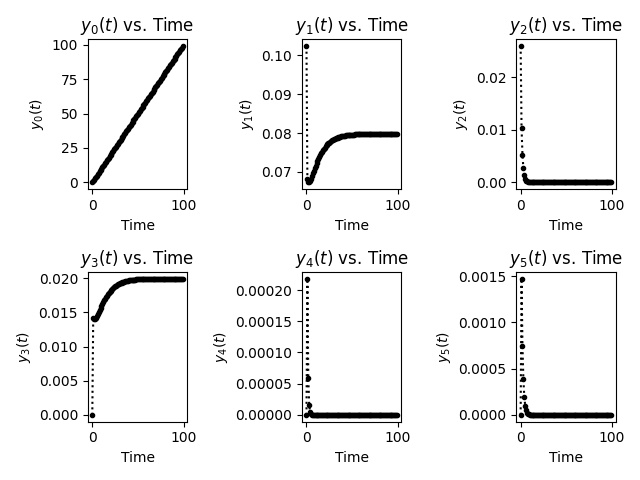 y₀(t) vs. Time
y₁(t) vs. Time
y₂(t) vs. Time
y₀(t)
100
75
50
25
0
0
100
Time
y₁(t)
0.10
0.09
0.08
0.07
0
100
Time
y₂(t)
0.02
0.01
0.00
0
100
Time
y₃(t) vs. Time
y₄(t) vs. Time
y₅(t) vs. Time
y₃(t)
0.020
0.015
0.010
0.005
0.000
0
100
Time
y₄(t)
0.00020
0.00015
0.00010
0.00005
0.00000
0
100
Time
y₅(t)
0.0015
0.0010
0.0005
0.0000
0
100
Time